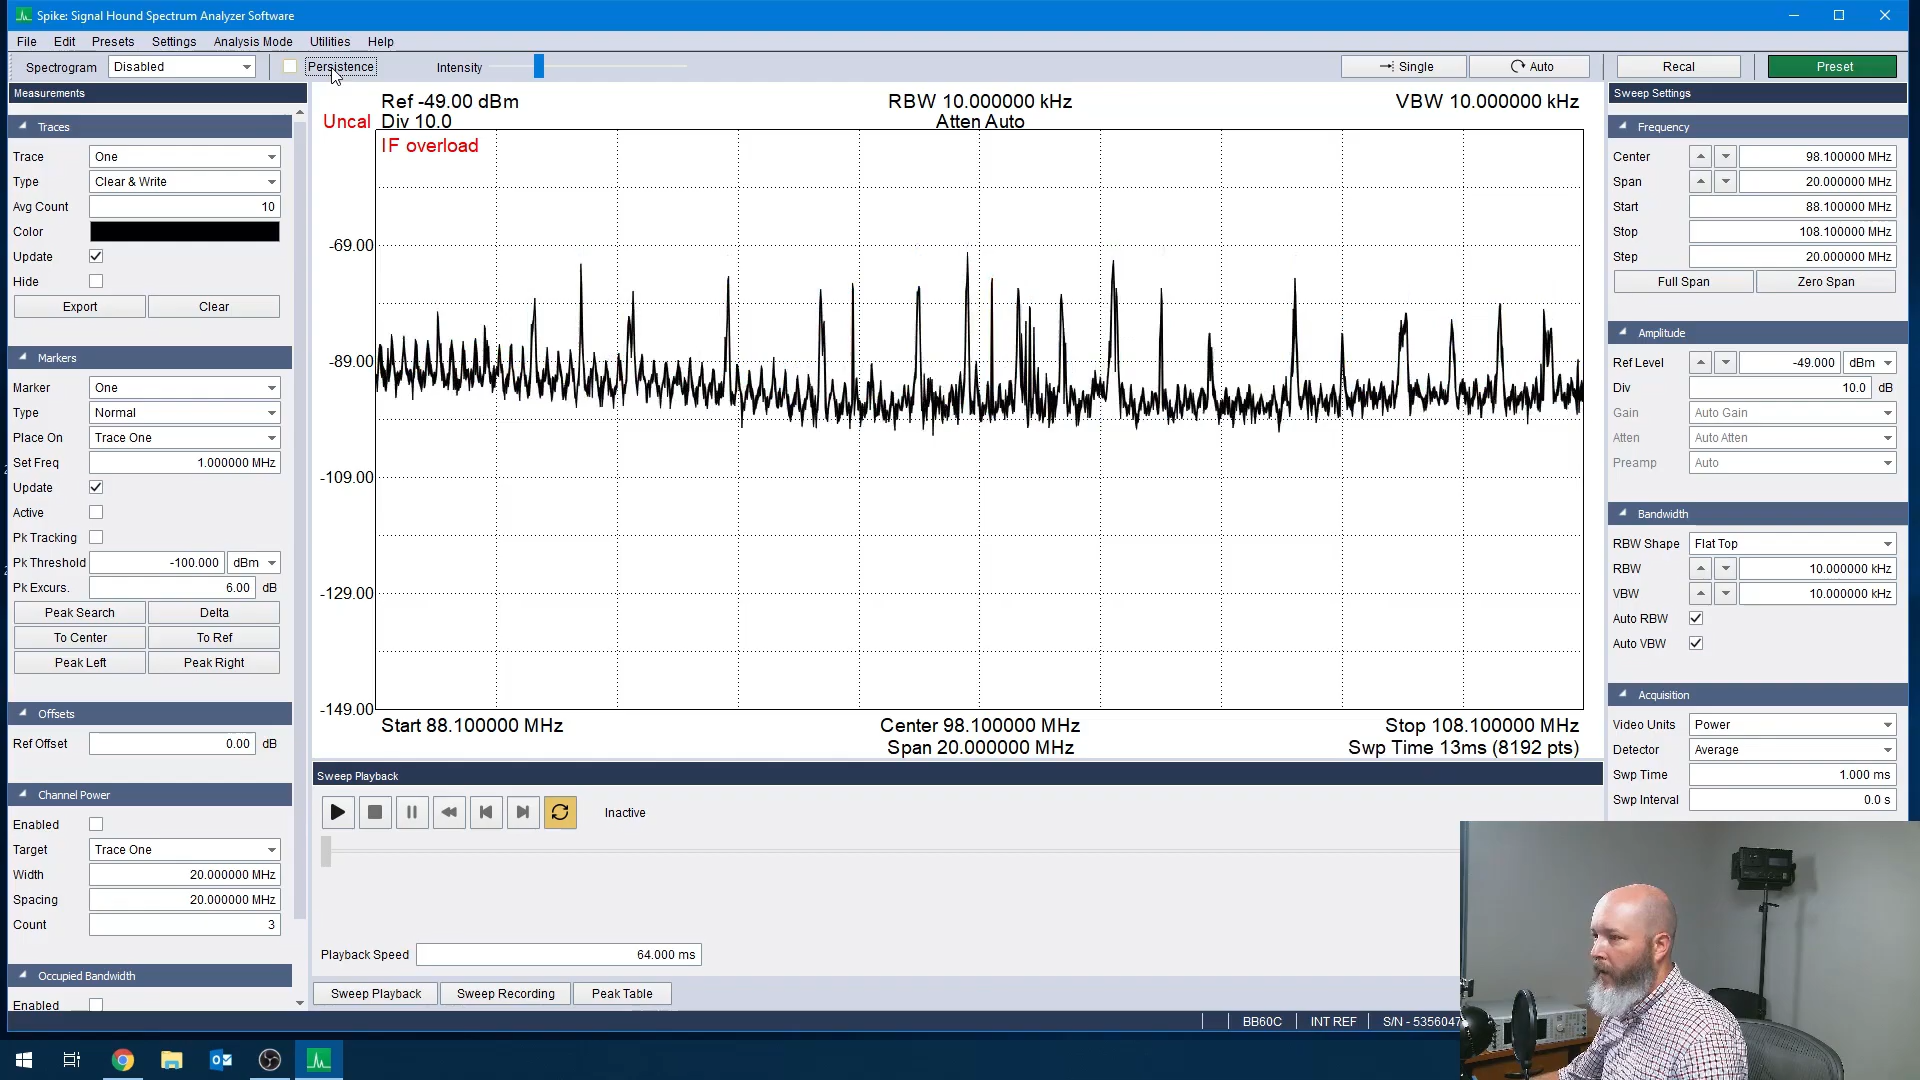 Spike: Signal Hound Spectrum Analyzer Software
File Edit Presets Settings Analysis Mode Utilities Help
Spectrogram Disabled Persistence Intensity Single Auto Recal Preset
Measurements
Traces
Trace One
Type Clear & Write
Avg Count 10
Color
Update
Hide
Export Clear
Markers
Marker One
Type Normal
Place On Trace One
Set Freq 1.000000 MHz
Update
Active
Pk Tracking
Pk Threshold -100.000 dBm
Pk Excurs. 6.00 dB
Peak Search Delta
To Center To Ref
Peak Left Peak Right
Offsets
Ref Offset 0.00 dB
Channel Power
Enabled
Target Trace One
Width 20.000000 MHz
Spacing 20.000000 MHz
Count 3
Occupied Bandwidth
Enabled
Ref -49.00 dBm RBW 10.000000 kHz VBW 10.000000 kHz
Uncal Div 10.0 Atten Auto
IF overload
-69.00
-89.00
-109.00
-129.00
-149.00
Start 88.100000 MHz Center 98.100000 MHz Stop 108.100000 MHz
Span 20.000000 MHz Swp Time 13ms (8192 pts)
Sweep Playback
Inactive
Playback Speed 64.000 ms
Sweep Playback Sweep Recording Peak Table
Sweep Settings
Frequency
Center 98.100000 MHz
Span 20.000000 MHz
Start 88.100000 MHz
Stop 108.100000 MHz
Step 20.000000 MHz
Full Span Zero Span
Amplitude
Ref Level -49.000 dBm
Div 10.0 dB
Gain Auto Gain
Atten Auto Atten
Preamp Auto
Bandwidth
RBW Shape Flat Top
RBW 10.000000 kHz
VBW 10.000000 kHz
Auto RBW
Auto VBW
Acquisition
Video Units Power
Detector Average
Swp Time 1.000 ms
Swp Interval 0.0 s
BB60C INT REF S/N - 5356047